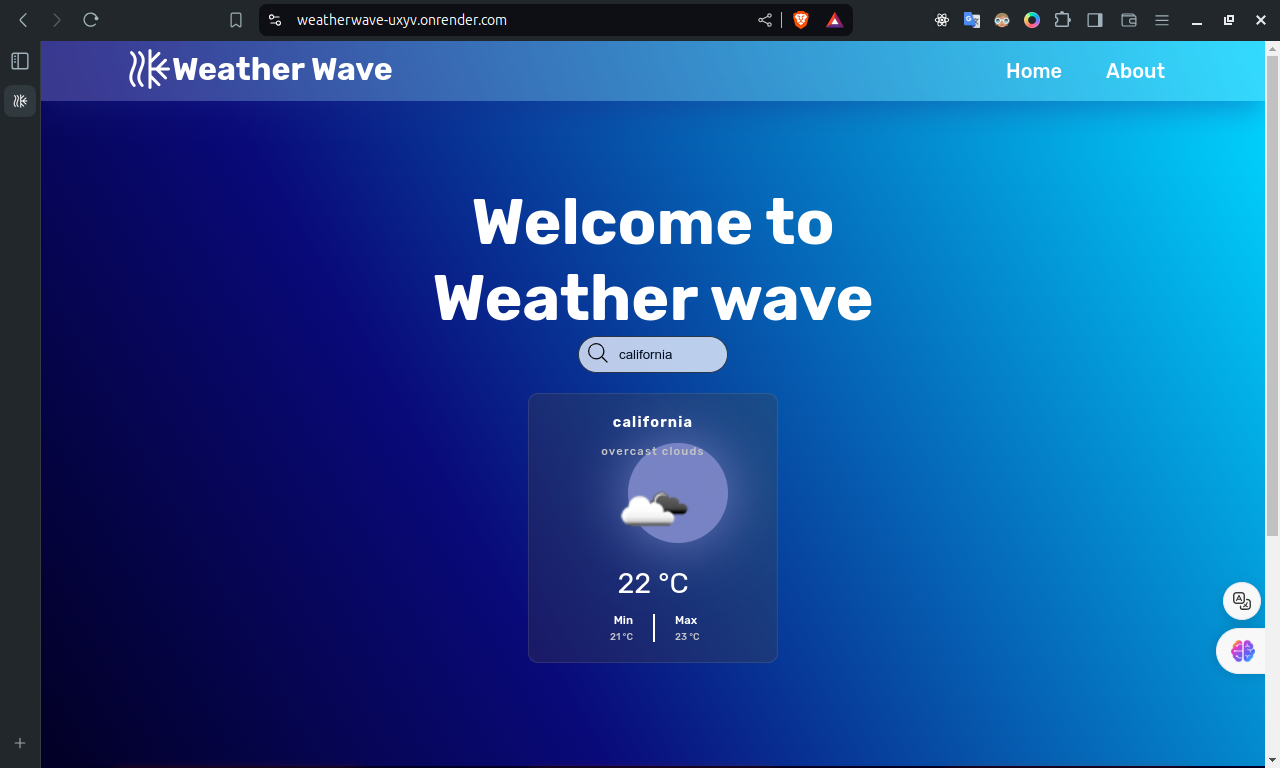 weatherwave-uxyv.onrender.com
Weather Wave
Home About
Welcome to
Weather wave
california
california
overcast clouds
22 °C
Min Max
21 °C 23 °C